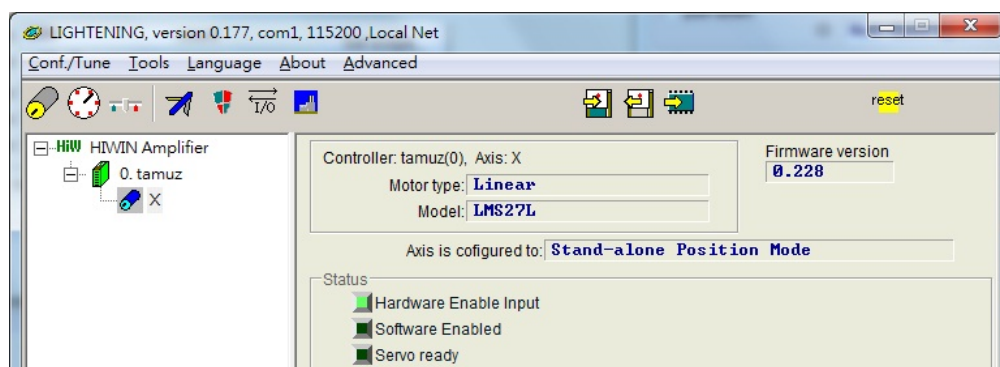 LIGHTENING, version 0.177, com1, 115200 ,Local Net
Conf./Tune Tools Language About Advanced
I/O
reset
HiW HIWIN Amplifier
0. tamuz
X
Controller: tamuz(0), Axis: X
Motor type: Linear
Model: LMS27L
Firmware version
0.228
Axis is cofigured to: Stand-alone Position Mode
Status
Hardware Enable Input
Software Enabled
Servo ready